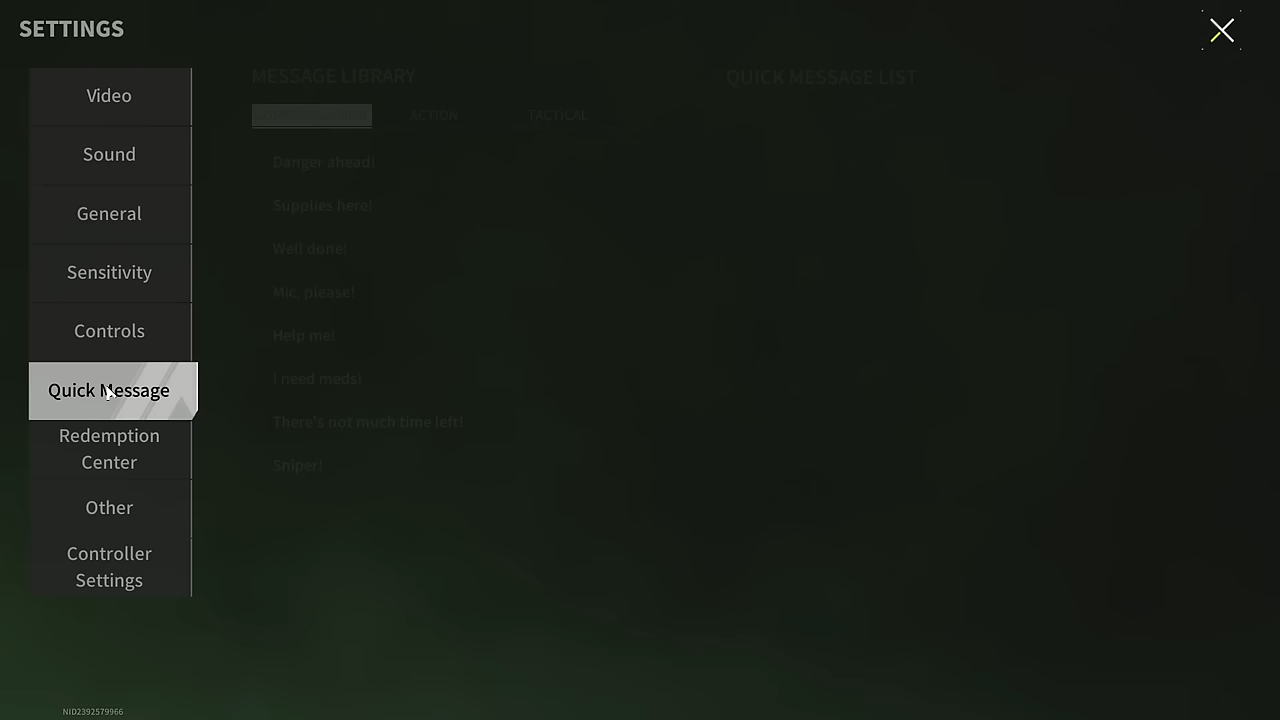 SETTINGS
Video
Sound
General
Sensitivity
Controls
Quick Message
Redemption
Center
Other
Controller
Settings
MESSAGE LIBRARY
ACTION
TACTICAL
Danger ahead!
Supplies here!
Well done!
Mic, please!
Help me!
I need meds!
There's not much time left!
Sniper!
QUICK MESSAGE LIST
NID2392579966